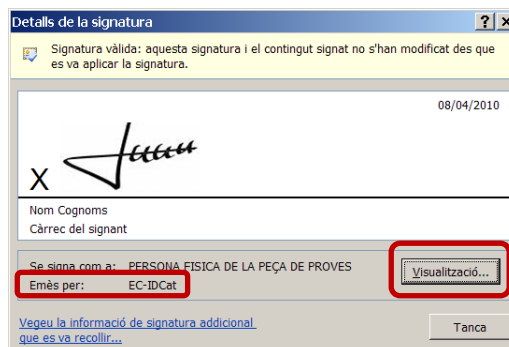 Detalls de la signatura
? x
Signatura vàlida: aquesta signatura i el contingut signat no s'han modificat des que
es va aplicar la signatura.
08/04/2010
X
Nom Cognoms
Càrrec del signant
Se signa com a: PERSONA FISICA DE LA PEÇA DE PROVES
Emès per: EC-IDCat
Visualització...
Vegeu la informació de signatura addicional
que es va recollir...
Tanca